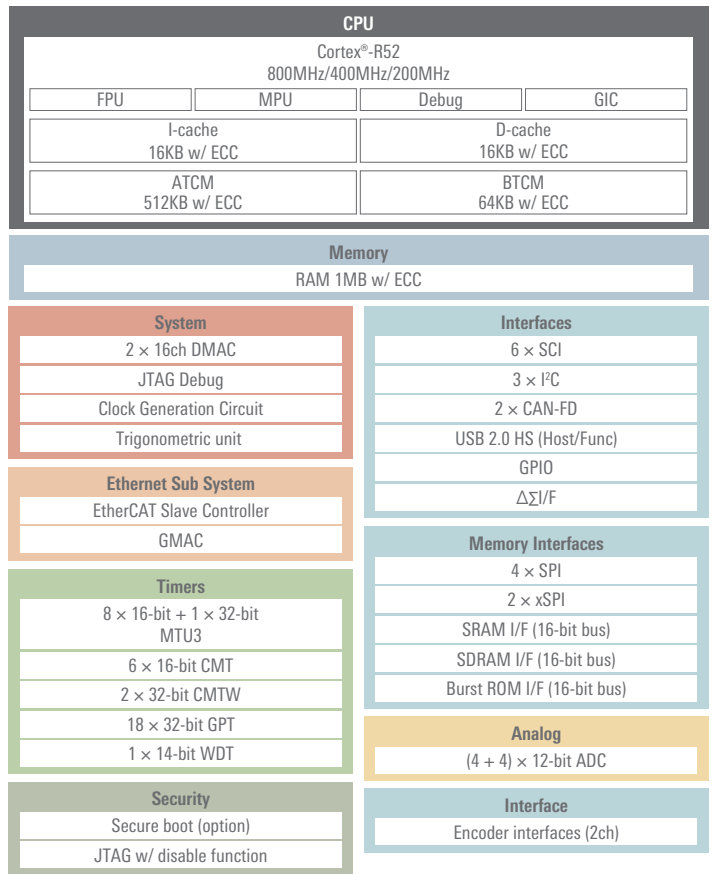 CPU
Cortex®-R52
800MHz/400MHz/200MHz
FPU
MPU
Debug
GIC
I-cache
16KB w/ ECC
D-cache
16KB w/ ECC
ATCM
512KB w/ ECC
BTCM
64KB w/ ECC
Memory
RAM 1MB w/ ECC
System
2 × 16ch DMAC
JTAG Debug
Clock Generation Circuit
Trigonometric unit
Ethernet Sub System
EtherCAT Slave Controller
GMAC
Timers
8 × 16-bit + 1 × 32-bit
MTU3
6 × 16-bit CMT
2 × 32-bit CMTW
18 × 32-bit GPT
1 × 14-bit WDT
Security
Secure boot (option)
JTAG w/ disable function
Interfaces
6 × SCI
3 × I²C
2 × CAN-FD
USB 2.0 HS (Host/Func)
GPIO
Δ∑I/F
Memory Interfaces
4 × SPI
2 × xSPI
SRAM I/F (16-bit bus)
SDRAM I/F (16-bit bus)
Burst ROM I/F (16-bit bus)
Analog
(4 + 4) × 12-bit ADC
Interface
Encoder interfaces (2ch)